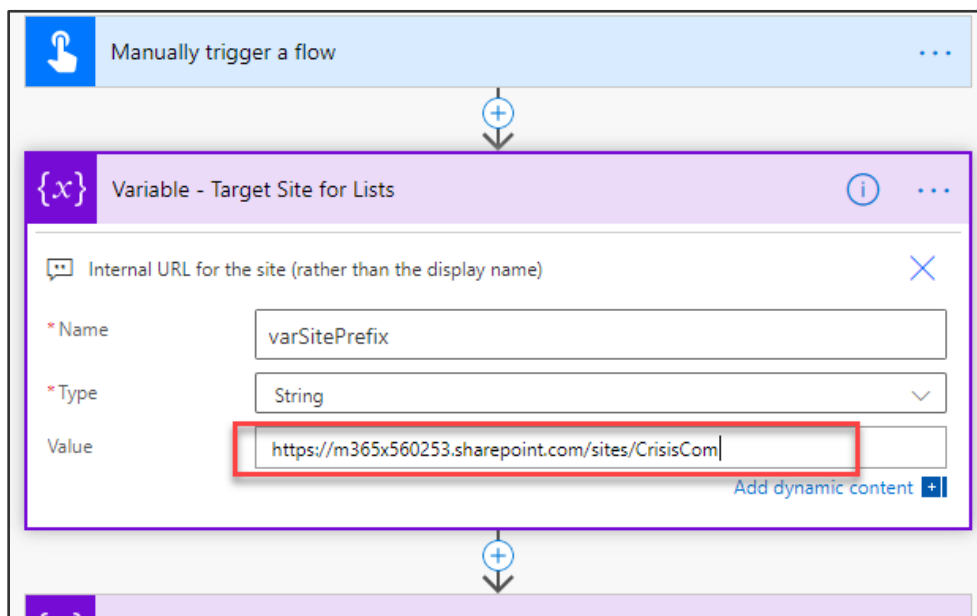 Manually trigger a flow
{x} Variable - Target Site for Lists
Internal URL for the site (rather than the display name)
* Name varSitePrefix
* Type String
Value https://m365x560253.sharepoint.com/sites/CrisisCom
Add dynamic content